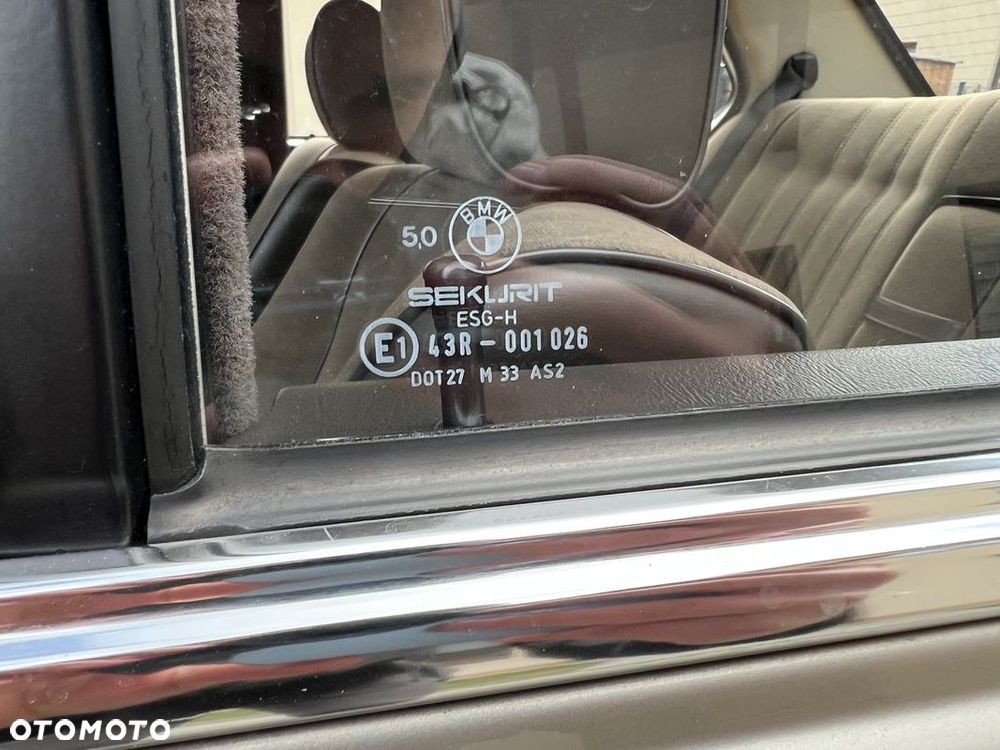 BMW
5,0
SEKURIT
ESG-H
E1 43R-001 026
DOT27 M 33 AS2
OTOMOTO